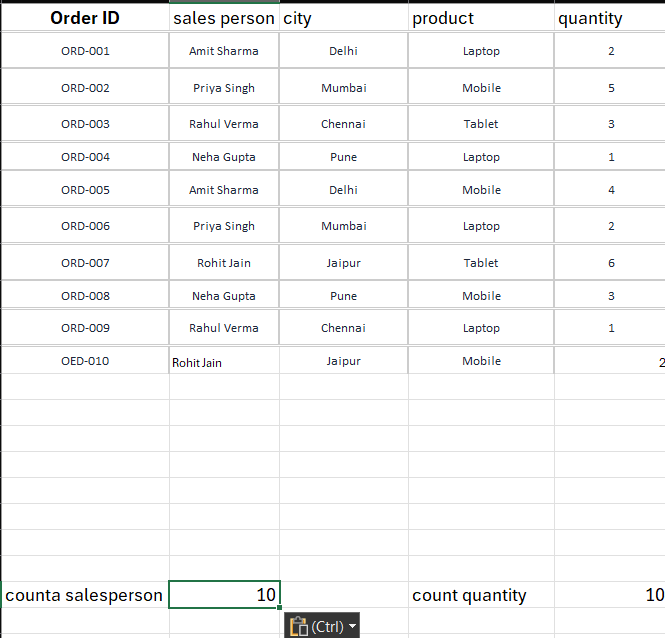 Order ID sales person city product quantity
ORD-001 Amit Sharma Delhi Laptop 2
ORD-002 Priya Singh Mumbai Mobile 5
ORD-003 Rahul Verma Chennai Tablet 3
ORD-004 Neha Gupta Pune Laptop 1
ORD-005 Amit Sharma Delhi Mobile 4
ORD-006 Priya Singh Mumbai Laptop 2
ORD-007 Rohit Jain Jaipur Tablet 6
ORD-008 Neha Gupta Pune Mobile 3
ORD-009 Rahul Verma Chennai Laptop 1
OED-010 Rohit Jain Jaipur Mobile 2
counta salesperson 10 count quantity 10
(Ctrl)